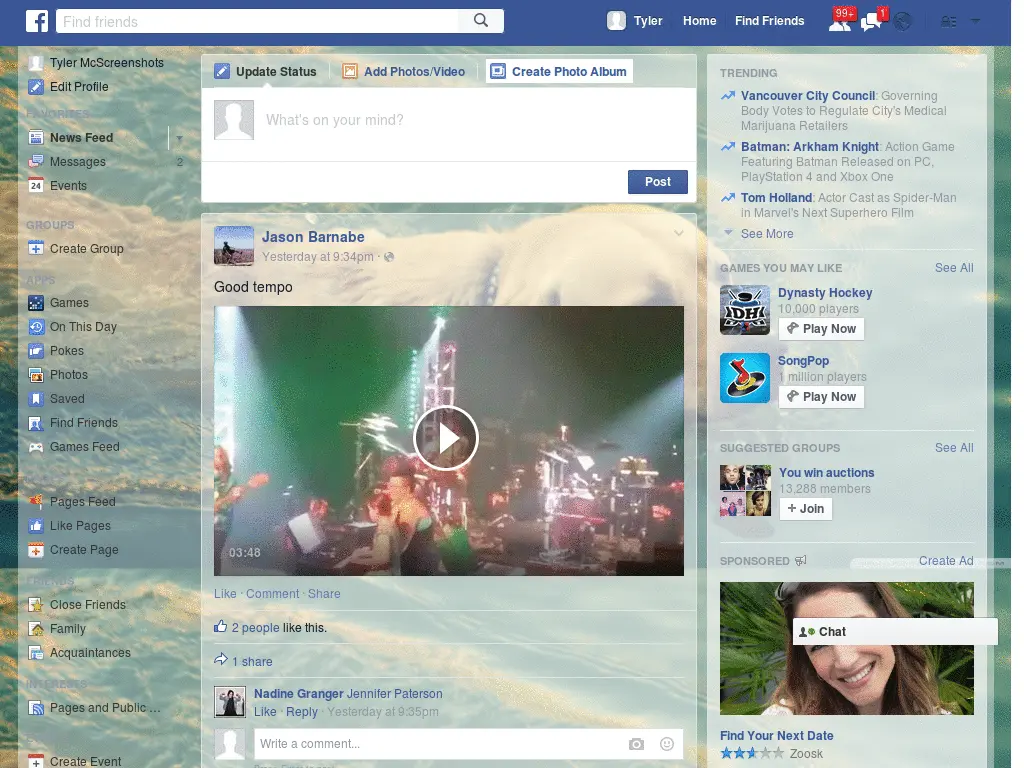 Find friends
Tyler
Home
Find Friends
99+
1
Tyler McScreenshots
Edit Profile
FAVORITES
News Feed
Messages
2
24
Events
GROUPS
Create Group
APPS
Games
On This Day
Pokes
Photos
Saved
Find Friends
Games Feed
Pages Feed
Like Pages
Create Page
FRIENDS
Close Friends
Family
Acquaintances
INTERESTS
Pages and Public ...
Create Event
Update Status
Add Photos/Video
Create Photo Album
What's on your mind?
Post
Jason Barnabe
Yesterday at 9:34pm ·
Good tempo
03:48
Like · Comment · Share
2 people like this.
1 share
Nadine Granger Jennifer Paterson
Like · Reply · Yesterday at 9:35pm
Write a comment...
TRENDING
Vancouver City Council: Governing
Body Votes to Regulate City's Medical
Marijuana Retailers
Batman: Arkham Knight: Action Game
Featuring Batman Released on PC,
PlayStation 4 and Xbox One
Tom Holland: Actor Cast as Spider-Man
in Marvel's Next Superhero Film
See More
GAMES YOU MAY LIKE
See All
DH
Dynasty Hockey
10,000 players
Play Now
SongPop
1 million players
Play Now
SUGGESTED GROUPS
See All
You win auctions
13,286 members
+ Join
SPONSORED
Create Ad
Chat
Find Your Next Date
Zoosk